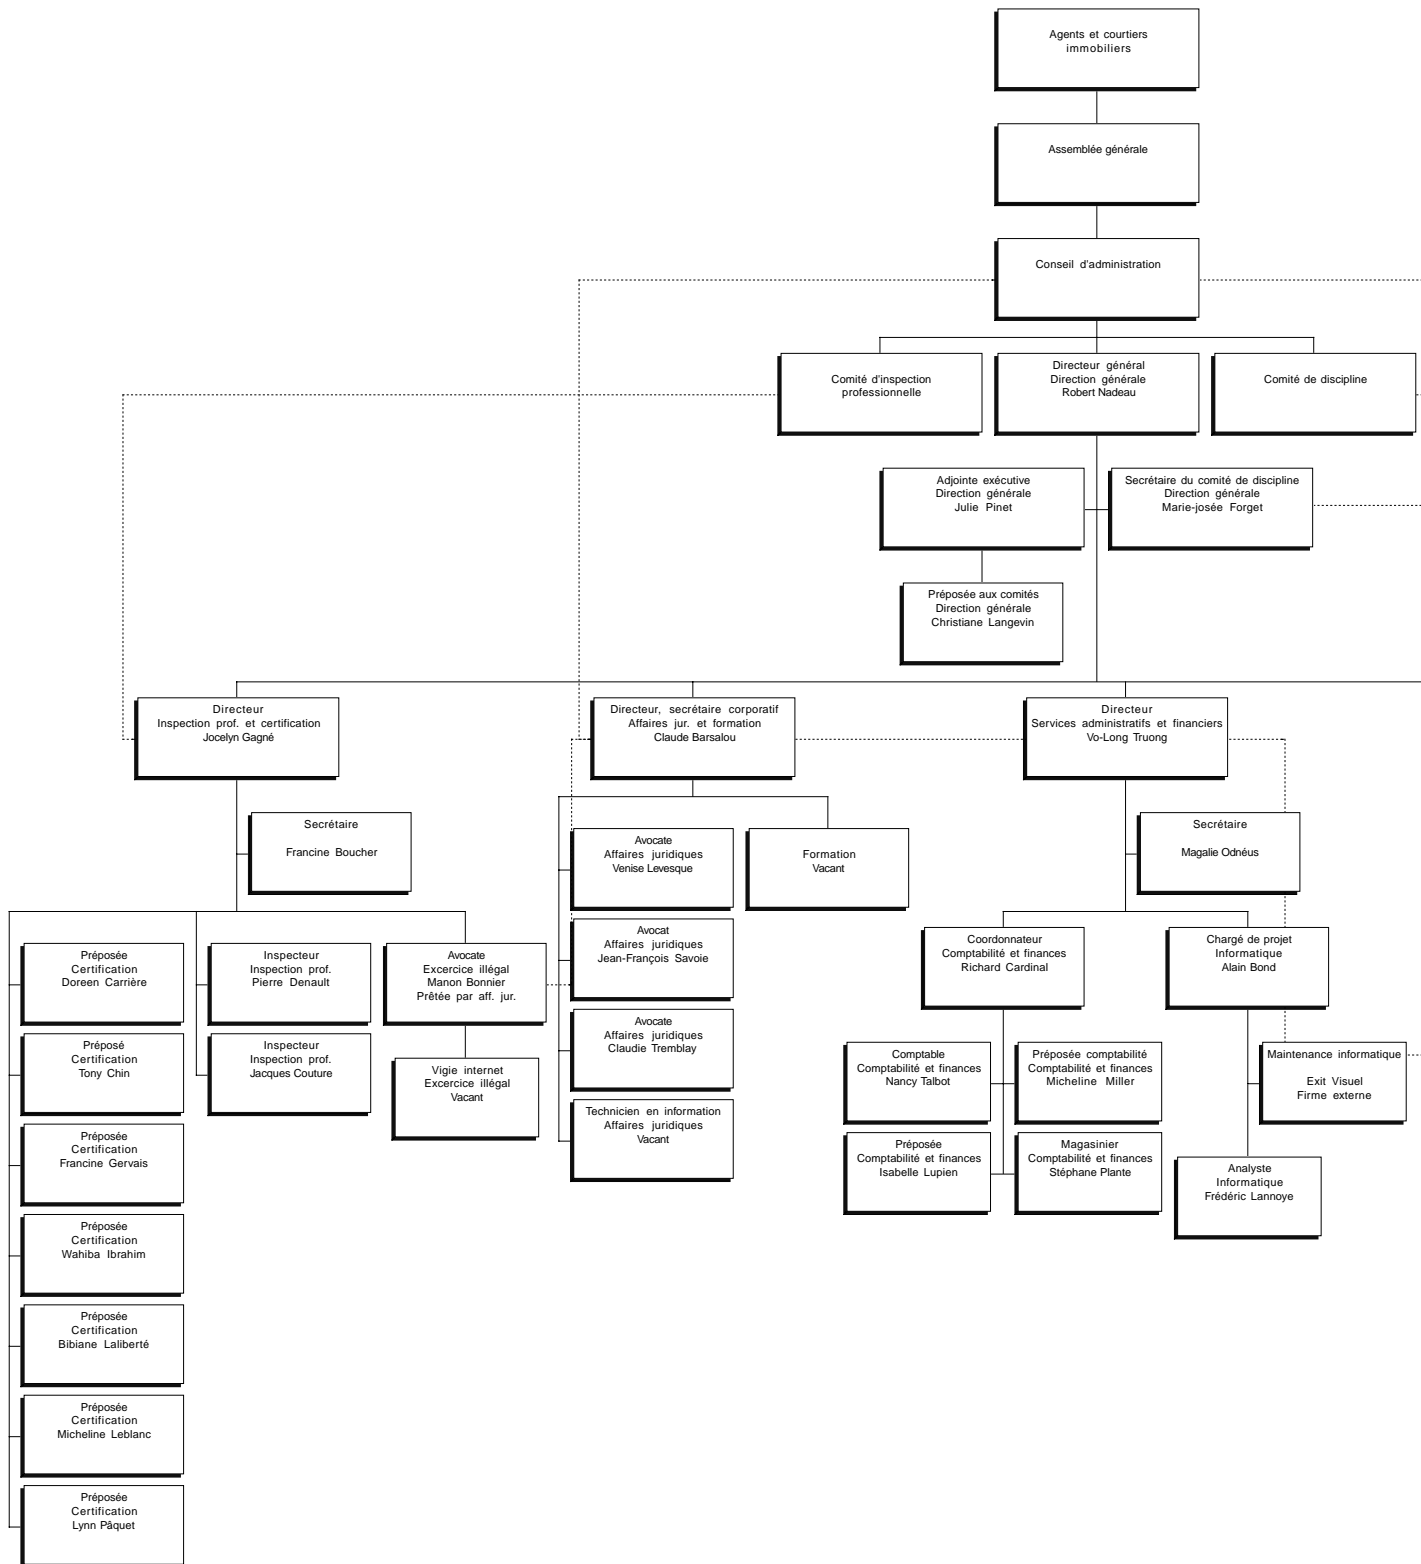 Agents et courtiers
immobiliers
Assemblée générale
Conseil d'administration
Comité d'inspection
professionnelle
Directeur général
Direction générale
Robert Nadeau
Comité de discipline
Adjointe exécutive
Direction générale
Julie Pinet
Secrétaire du comité de discipline
Direction générale
Marie-josée Forget
Préposée aux comités
Direction générale
Christiane Langevin
Directeur
Inspection prof. et certification
Jocelyn Gagné
Directeur, secrétaire corporatif
Affaires jur. et formation
Claude Barsalou
Directeur
Services administratifs et financiers
Vo-Long Truong
Secrétaire
Francine Boucher
Avocate
Affaires juridiques
Venise Levesque
Formation
Vacant
Secrétaire
Magalie Odnéus
Préposée
Certification
Doreen Carrière
Inspecteur
Inspection prof.
Pierre Denault
Avocate
Excercice illégal
Manon Bonnier
Prêtée par aff. jur.
Avocat
Affaires juridiques
Jean-François Savoie
Coordonnateur
Comptabilité et finances
Richard Cardinal
Chargé de projet
Informatique
Alain Bond
Préposé
Certification
Tony Chin
Inspecteur
Inspection prof.
Jacques Couture
Vigie internet
Excercice illégal
Vacant
Avocate
Affaires juridiques
Claudie Tremblay
Comptable
Comptabilité et finances
Nancy Talbot
Préposée comptabilité
Comptabilité et finances
Micheline Miller
Maintenance informatique
Exit Visuel
Firme externe
Préposée
Certification
Francine Gervais
Technicien en information
Affaires juridiques
Vacant
Préposée
Comptabilité et finances
Isabelle Lupien
Magasinier
Comptabilité et finances
Stéphane Plante
Analyste
Informatique
Frédéric Lannoye
Préposée
Certification
Wahiba Ibrahim
Préposée
Certification
Bibiane Laliberté
Préposée
Certification
Micheline Leblanc
Préposée
Certification
Lynn Pâquet